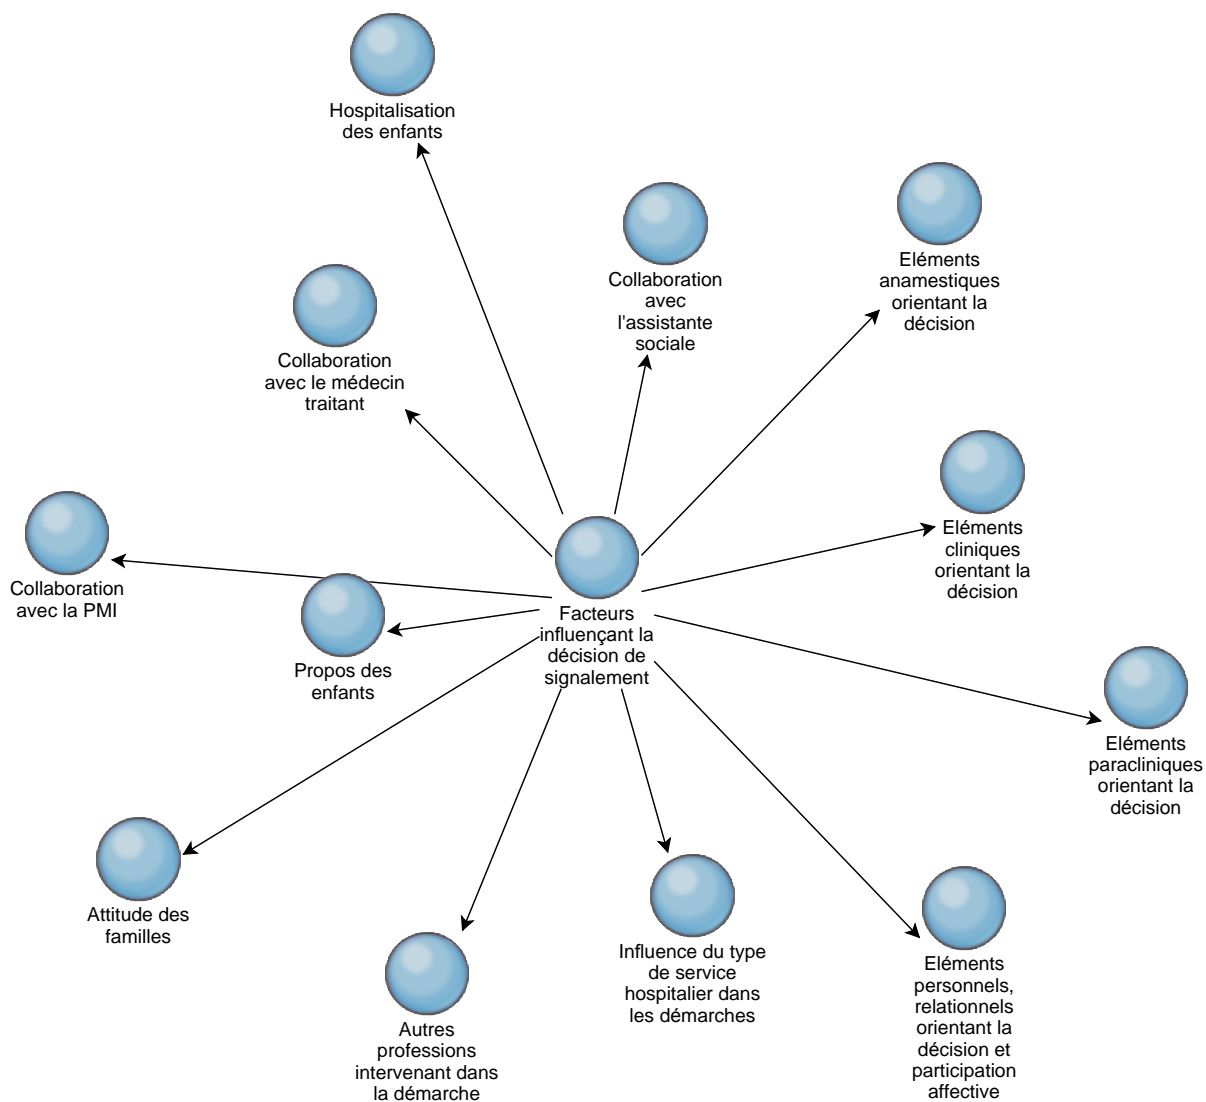 Hospitalisation
des enfants
Collaboration
avec
l'assistante
sociale
Eléments
anamestiques
orientant la
décision
Collaboration
avec le médecin
traitant
Eléments
cliniques
orientant la
décision
Collaboration
avec la PMI
Facteurs
influençant la
décision de
signalement
Propos des
enfants
Eléments
paracliniques
orientant la
décision
Attitude des
familles
Influence du type
de service
hospitalier dans
les démarches
Eléments
personnels,
relationnels
orientant la
décision et
participation
affective
Autres
professions
intervenant dans
la démarche